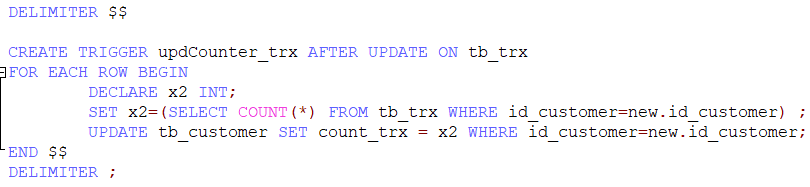 DELIMITER $$
CREATE TRIGGER updCounter_trx AFTER UPDATE ON tb_trx
FOR EACH ROW BEGIN
DECLARE x2 INT;
SET x2=(SELECT COUNT(*) FROM tb_trx WHERE id_customer=new.id_customer) ;
UPDATE tb_customer SET count_trx = x2 WHERE id_customer=new.id_customer;
END $$
DELIMITER ;